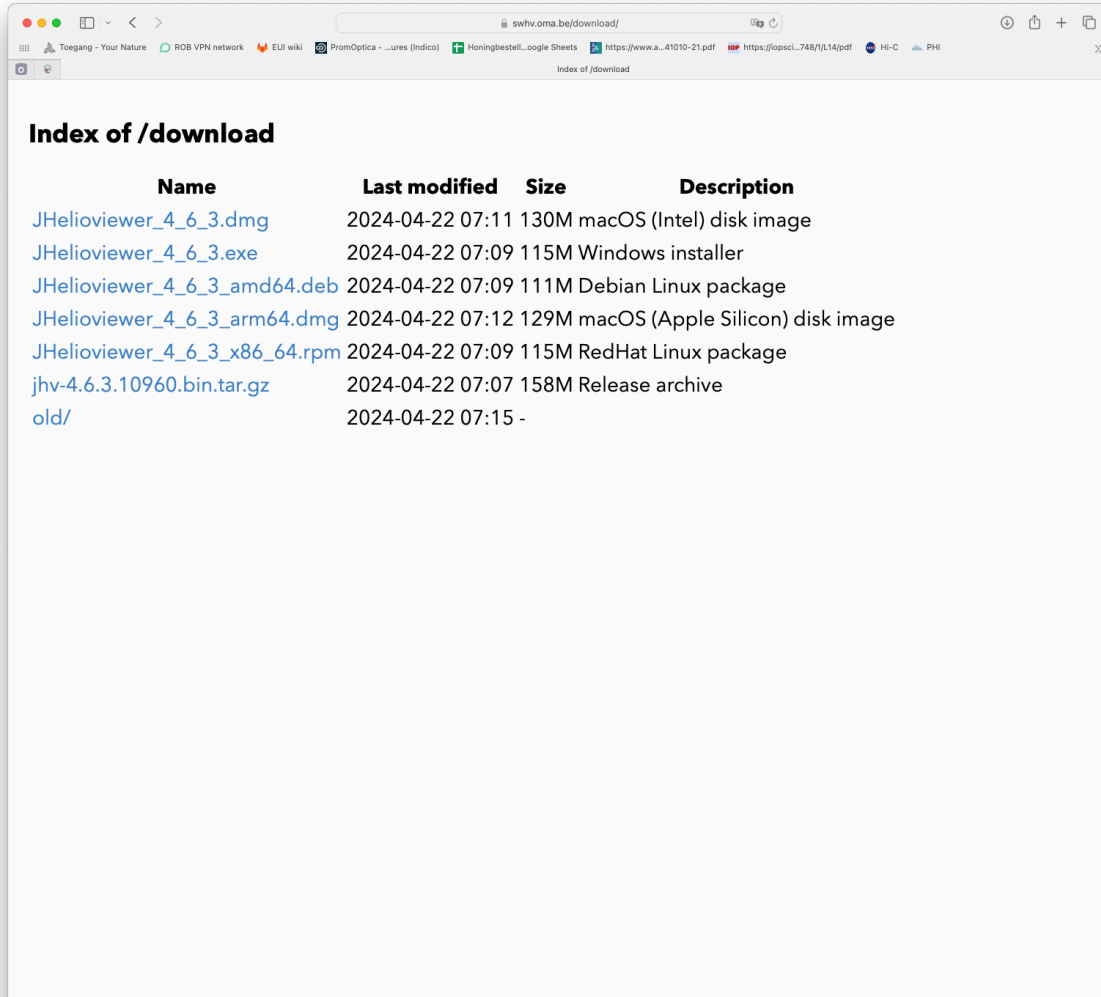 swhv.oma.be/download/
Toegang - Your Nature ROB VPN network EUI wiki PromOptica - ...ures (Indico) Honingbestell...ogle Sheets https://www.a...41010-21.pdf https://iopsci...748/1/L14/pdf Hi-C PHI
Index of /download
Index of /download
Name Last modified Size Description
JHelioviewer_4_6_3.dmg 2024-04-22 07:11 130M macOS (Intel) disk image
JHelioviewer_4_6_3.exe 2024-04-22 07:09 115M Windows installer
JHelioviewer_4_6_3_amd64.deb 2024-04-22 07:09 111M Debian Linux package
JHelioviewer_4_6_3_arm64.dmg 2024-04-22 07:12 129M macOS (Apple Silicon) disk image
JHelioviewer_4_6_3_x86_64.rpm 2024-04-22 07:09 115M RedHat Linux package
jhv-4.6.3.10960.bin.tar.gz 2024-04-22 07:07 158M Release archive
old/ 2024-04-22 07:15 -